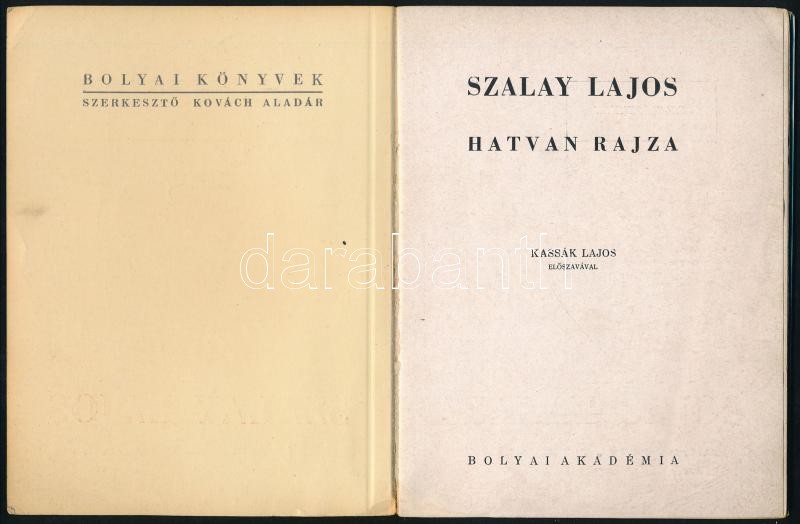 BOLYAI KÖNYVEK
SZERKESZTŐ KOVÁCH ALADÁR
SZALAY LAJOS
HATVAN RAJZA
KASSÁK LAJOS
ELŐSZAVÁVAL
darabanth
BOLYAI AKADÉMIA